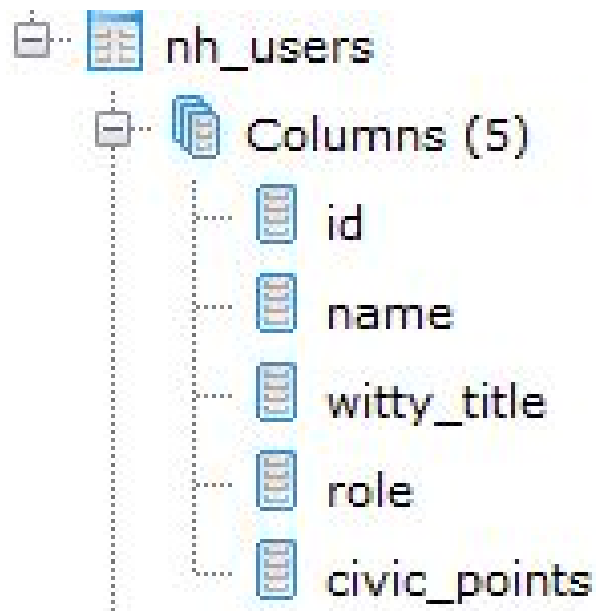 nh_users
Columns (5)
id
name
witty_title
role
civic_points